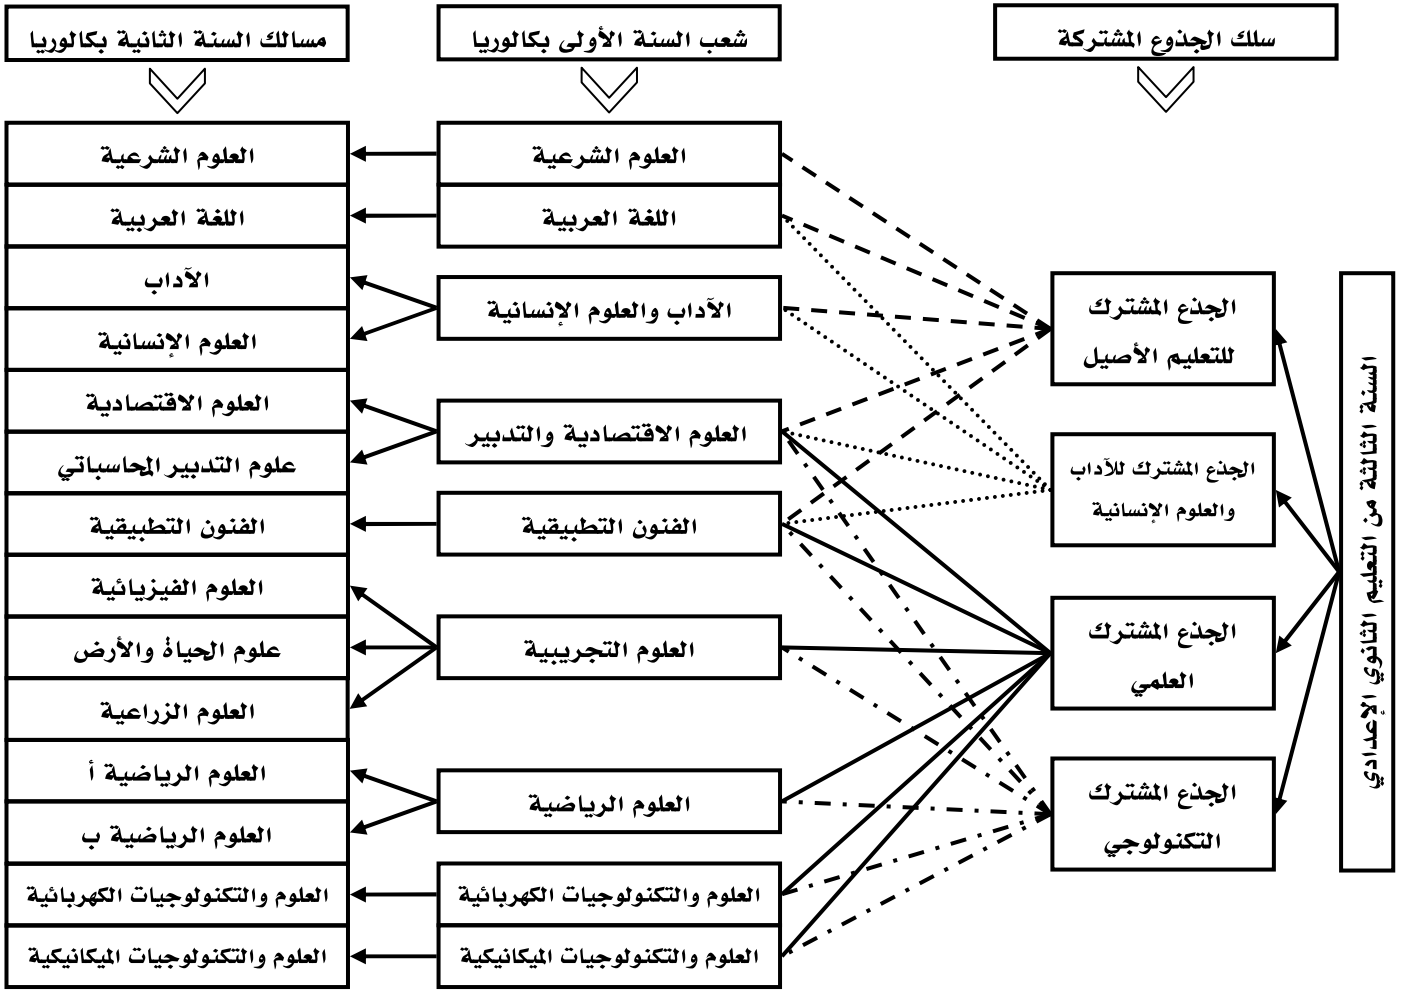 سلك الجذوع المشتركة
شعب السنة الأولى بكالوريا
مسالك السنة الثانية بكالوريا
السنة الثالثة من التعليم الثانوي الإعدادي
الجذع المشترك
للتعليم الأصيل
الجذع المشترك للآداب
والعلوم الإنسانية
الجذع المشترك
العلمي
الجذع المشترك
التكنولوجي
العلوم الشرعية
اللغة العربية
الآداب والعلوم الإنسانية
العلوم الاقتصادية والتدبير
الفنون التطبيقية
العلوم التجريبية
العلوم الرياضية
العلوم والتكنولوجيات الكهربائية
العلوم والتكنولوجيات الميكانيكية
العلوم الشرعية
اللغة العربية
الآداب
العلوم الإنسانية
العلوم الاقتصادية
علوم التدبير المحاسباتي
الفنون التطبيقية
العلوم الفيزيائية
علوم الحياة والأرض
العلوم الزراعية
العلوم الرياضية أ
العلوم الرياضية ب
العلوم والتكنولوجيات الكهربائية
العلوم والتكنولوجيات الميكانيكية